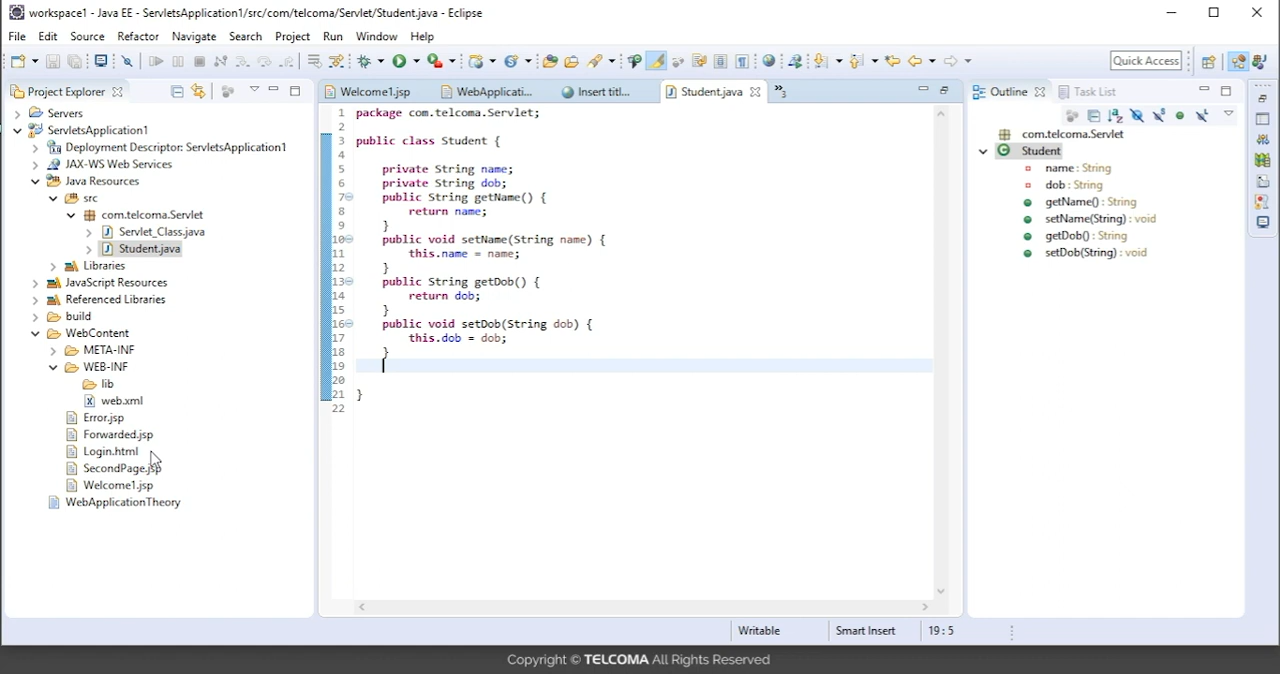 workspace1 - Java EE - ServletsApplication1/src/com/telcoma/Servlet/Student.java - Eclipse
File Edit Source Refactor Navigate Search Project Run Window Help
Quick Access
Project Explorer
Servers
ServletsApplication1
Deployment Descriptor: ServletsApplication1
JAX-WS Web Services
Java Resources
src
com.telcoma.Servlet
Servlet_Class.java
Student.java
Libraries
JavaScript Resources
Referenced Libraries
build
WebContent
META-INF
WEB-INF
lib
web.xml
Error.jsp
Forwarded.jsp
Login.html
SecondPage.jsp
Welcome1.jsp
WebApplicationTheory
Welcome1.jsp WebApplicati... Insert titl... Student.java »3
1 package com.telcoma.Servlet;
2
3 public class Student {
4
5 private String name;
6 private String dob;
7 public String getName() {
8 return name;
9 }
10 public void setName(String name) {
11 this.name = name;
12 }
13 public String getDob() {
14 return dob;
15 }
16 public void setDob(String dob) {
17 this.dob = dob;
18 }
19
20
21 }
22
Outline Task List
com.telcoma.Servlet
Student
name : String
dob : String
getName() : String
setName(String) : void
getDob() : String
setDob(String) : void
Writable Smart Insert 19 : 5
Copyright © TELCOMA All Rights Reserved